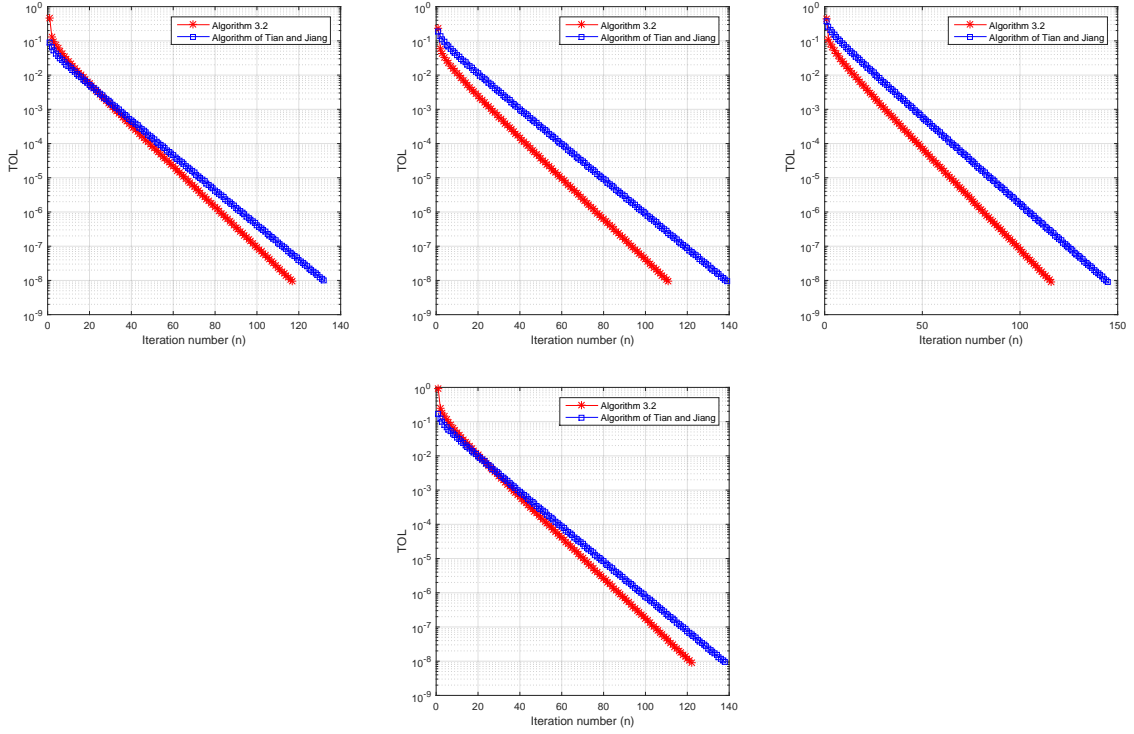 10^0
10^-1
10^-2
10^-3
10^-4
10^-5
10^-6
10^-7
10^-8
10^-9
TOL
0 20 40 60 80 100 120 140
Iteration number (n)
Algorithm 3.2
Algorithm of Tian and Jiang
10^0
10^-1
10^-2
10^-3
10^-4
10^-5
10^-6
10^-7
10^-8
10^-9
TOL
0 20 40 60 80 100 120 140
Iteration number (n)
Algorithm 3.2
Algorithm of Tian and Jiang
10^0
10^-1
10^-2
10^-3
10^-4
10^-5
10^-6
10^-7
10^-8
10^-9
TOL
0 50 100 150
Iteration number (n)
Algorithm 3.2
Algorithm of Tian and Jiang
10^0
10^-1
10^-2
10^-3
10^-4
10^-5
10^-6
10^-7
10^-8
10^-9
TOL
0 20 40 60 80 100 120 140
Iteration number (n)
Algorithm 3.2
Algorithm of Tian and Jiang